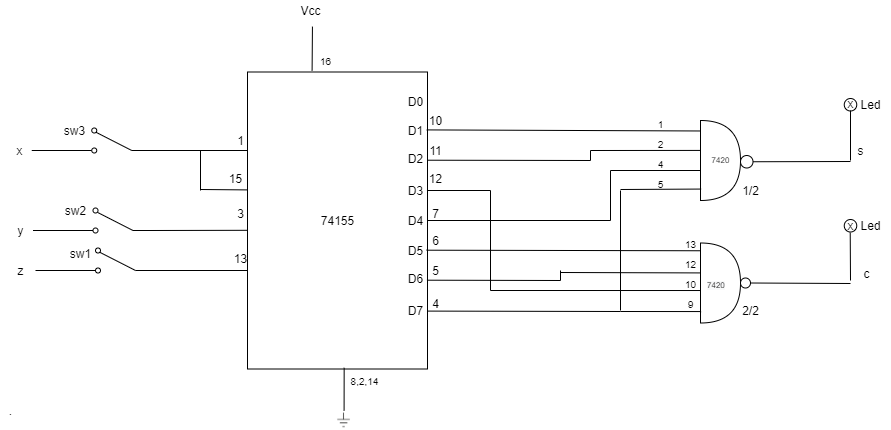 Vcc
16
D0
Led
sw3
10
D1
1
x
1
2
s
11
D2
7420
4
15
12
D3
5
1/2
sw2
3
74155
7
D4
y
Led
6
D5
13
sw1
13
12
c
z
5
D6
10
7420
4
D7
9
2/2
8,2,14
.